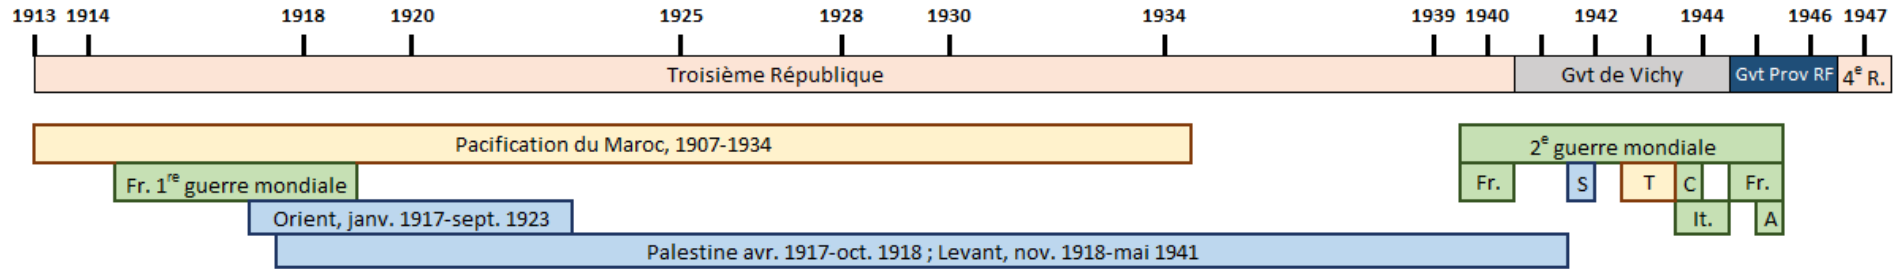 1913 1914 1918 1920 1925 1928 1930 1934 1939 1940 1942 1944 1946 1947
Troisième République Gvt de Vichy Gvt Prov RF 4e R.
Pacification du Maroc, 1907-1934 2e guerre mondiale
Fr. 1re guerre mondiale Fr. S T C Fr.
Orient, janv. 1917-sept. 1923 It. A
Palestine avr. 1917-oct. 1918 ; Levant, nov. 1918-mai 1941